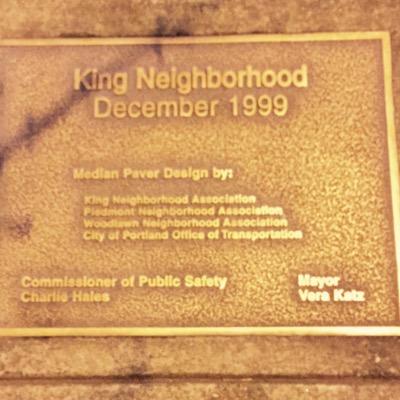 King Neighborhood
December 1999
Median Paver Design by:
King Neighborhood Association
Piedmont Neighborhood Association,
Woodlawn Neighborhood Association
City of Portland Office of Transportation
Commissioner of Public Safety
Charlie Hales
Mayor
Vera Katz